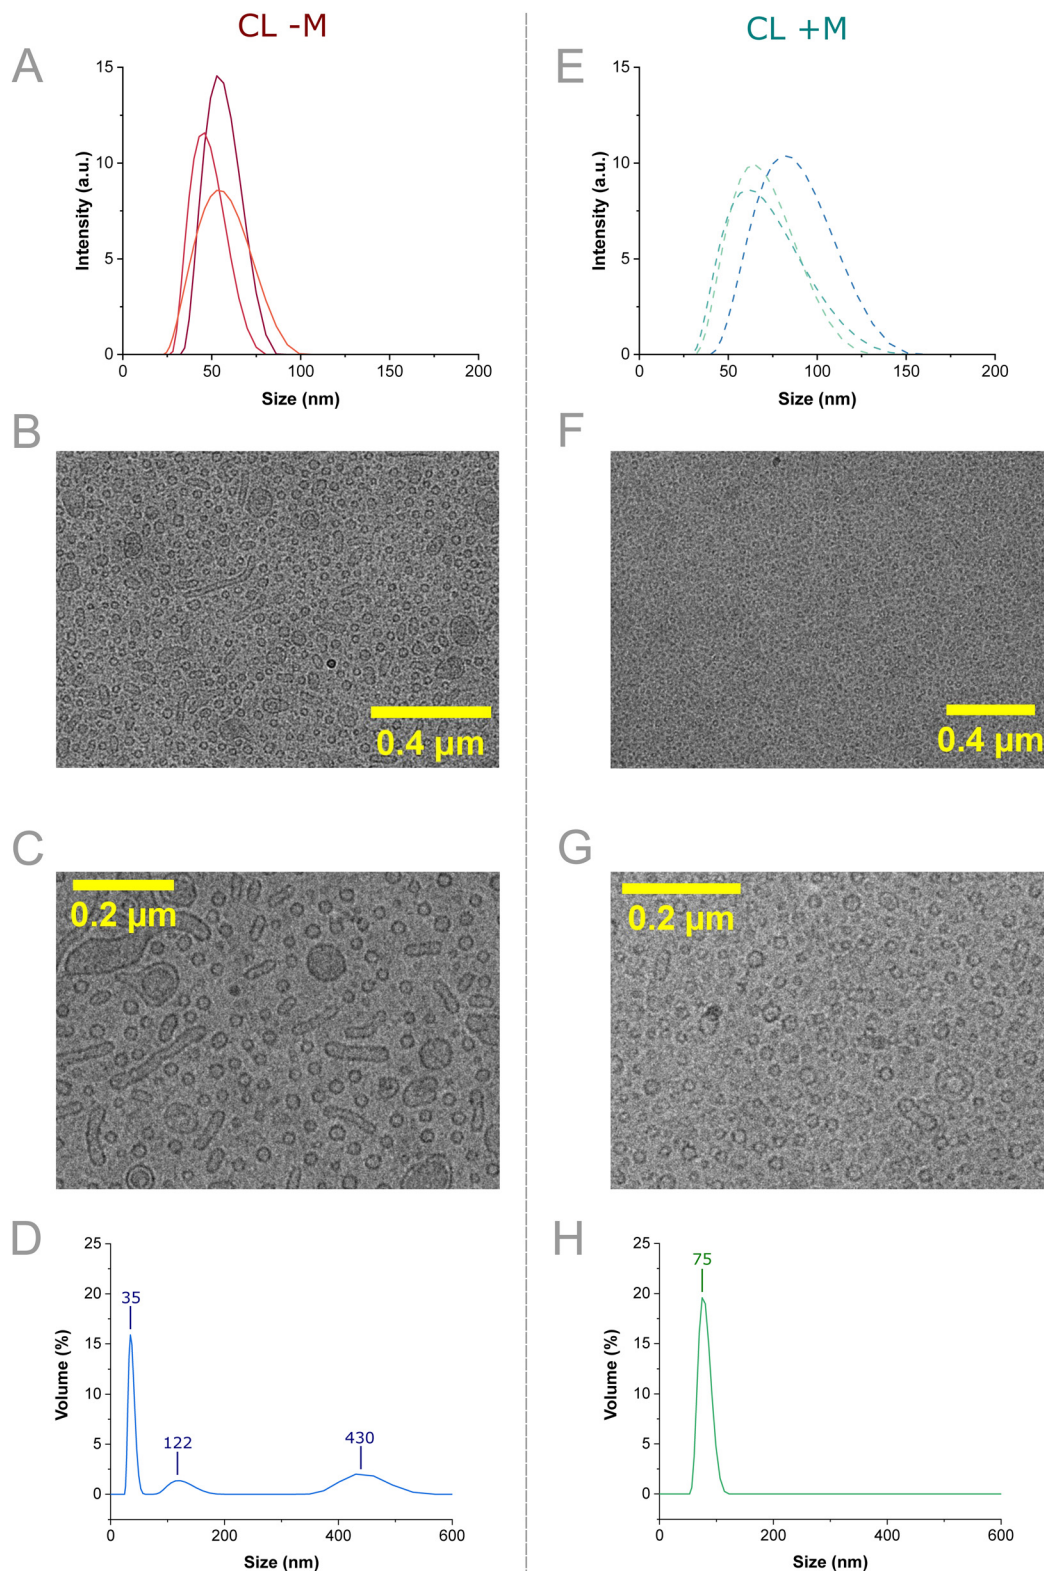 CL -M
A
15
10
5
0
Intensity (a.u.)
0 50 100 150 200
Size (nm)
B
0.4 µm
C
0.2 µm
D
25
20
15
10
5
0
Volume (%)
35
122
430
0 200 400 600
Size (nm)
CL +M
E
15
10
5
0
Intensity (a.u.)
0 50 100 150 200
Size (nm)
F
0.4 µm
G
0.2 µm
H
25
20
15
10
5
0
Volume (%)
75
0 200 400 600
Size (nm)